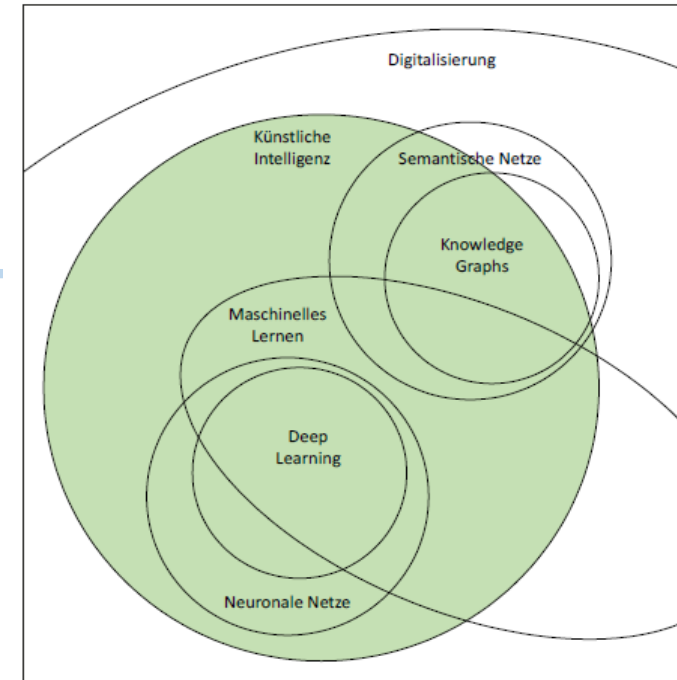 Digitalisierung
Künstliche
Intelligenz
Semantische Netze
Knowledge
Graphs
Maschinelles
Lernen
Deep
Learning
Neuronale Netze